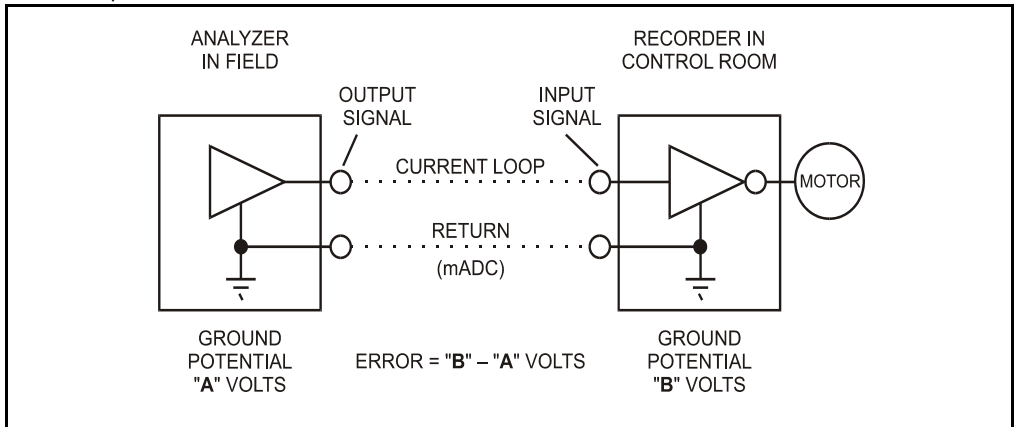 ANALYZER
IN FIELD
RECORDER IN
CONTROL ROOM
OUTPUT
SIGNAL
INPUT
SIGNAL
CURRENT LOOP
MOTOR
RETURN
(mADC)
GROUND
POTENTIAL
"A" VOLTS
ERROR = "B" – "A" VOLTS
GROUND
POTENTIAL
"B" VOLTS